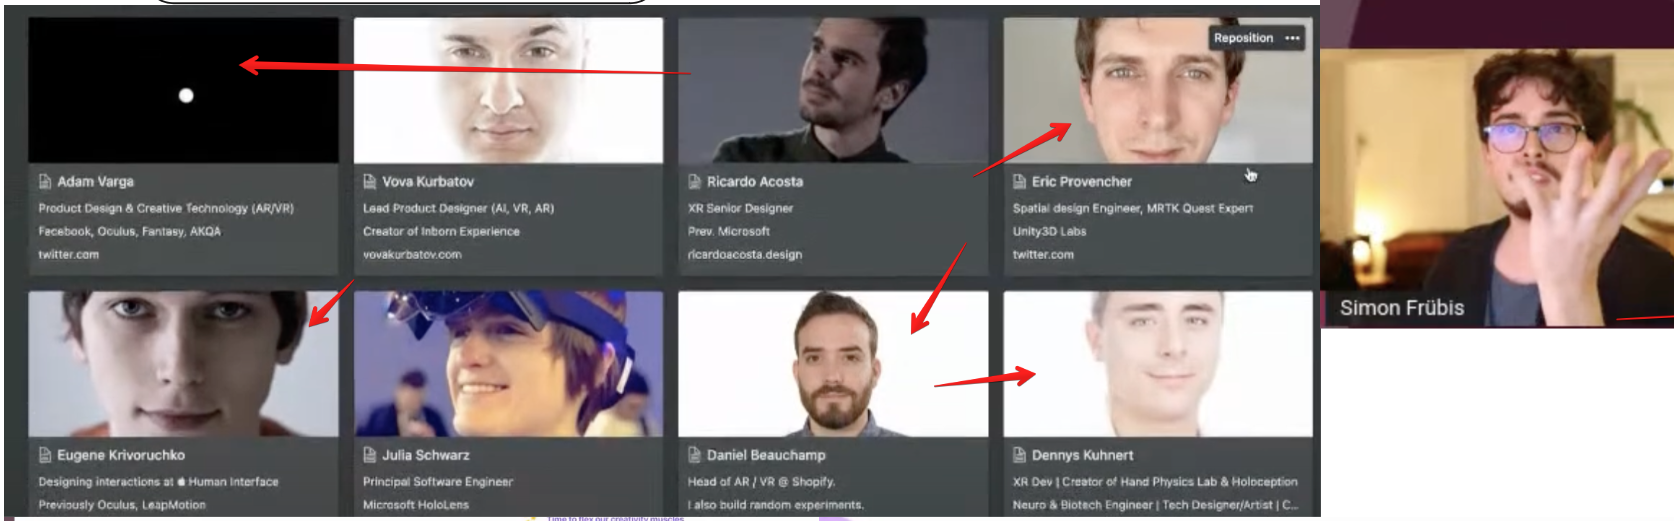 Reposition •••
Adam Varga
Product Design & Creative Technology (AR/VR)
Facebook, Oculus, Fantasy, AKQA
twitter.com
Vova Kurbatov
Lead Product Designer (AI, VR, AR)
Creator of Inborn Experience
vovakurbatov.com
Ricardo Acosta
XR Senior Designer
Prev. Microsoft
ricardoacosta.design
Eric Provencher
Spatial design Engineer, MRTK Quest Expert
Unity3D Labs
twitter.com
Simon Frübis
Eugene Krivoruchko
Designing interactions at  Human Interface
Previously Oculus, LeapMotion
Julia Schwarz
Principal Software Engineer
Microsoft HoloLens
Daniel Beauchamp
Head of AR / VR @ Shopify.
I also build random experiments.
Dennys Kuhnert
XR Dev | Creator of Hand Physics Lab & Holoception
Neuro & Biotech Engineer | Tech Designer/Artist | C...
Time to flex our creativity muscles